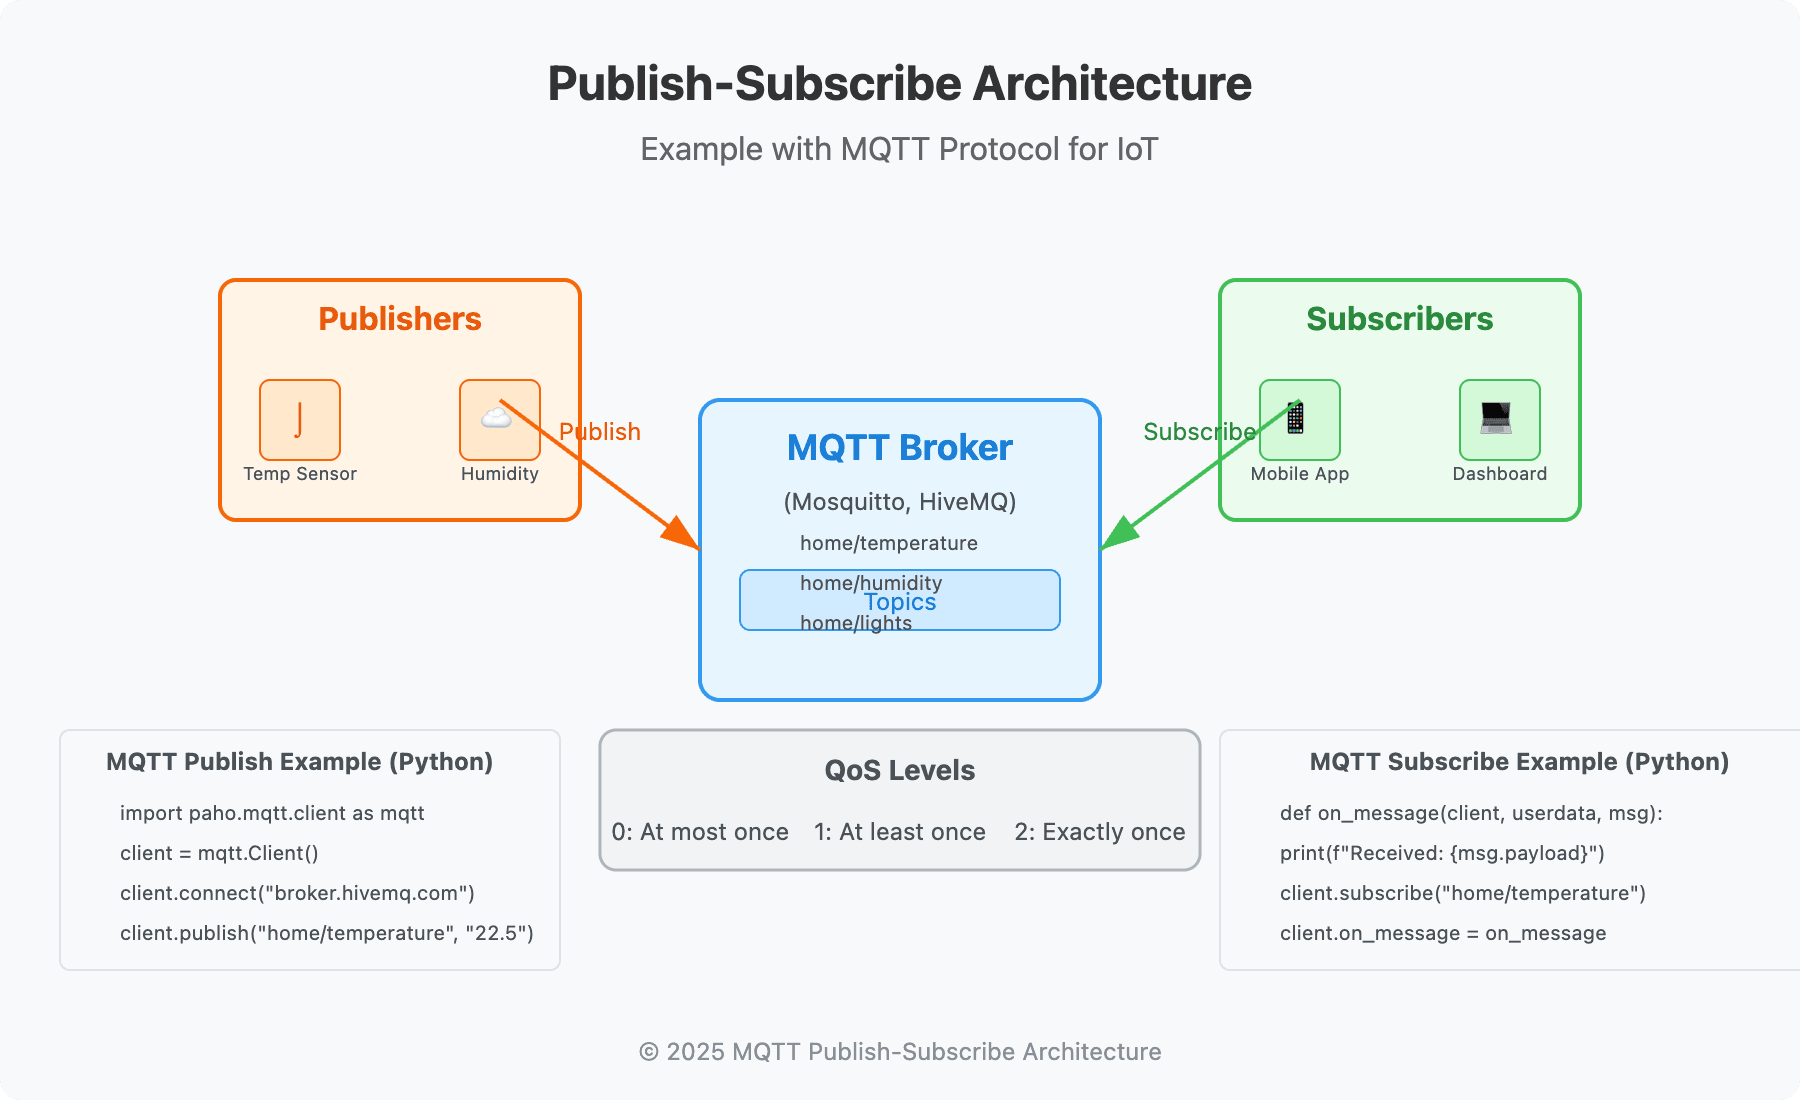 Publish-Subscribe Architecture
Example with MQTT Protocol for IoT
Publishers
Temp Sensor
Humidity
Publish
MQTT Broker
(Mosquitto, HiveMQ)
home/temperature
home/humidity
Topics
home/lights
Subscribers
Subscribe
Mobile App
Dashboard
MQTT Publish Example (Python)
import paho.mqtt.client as mqtt
client = mqtt.Client()
client.connect("broker.hivemq.com")
client.publish("home/temperature", "22.5")
QoS Levels
0: At most once
1: At least once
2: Exactly once
MQTT Subscribe Example (Python)
def on_message(client, userdata, msg):
print(f"Received: {msg.payload}")
client.subscribe("home/temperature")
client.on_message = on_message
© 2025 MQTT Publish-Subscribe Architecture